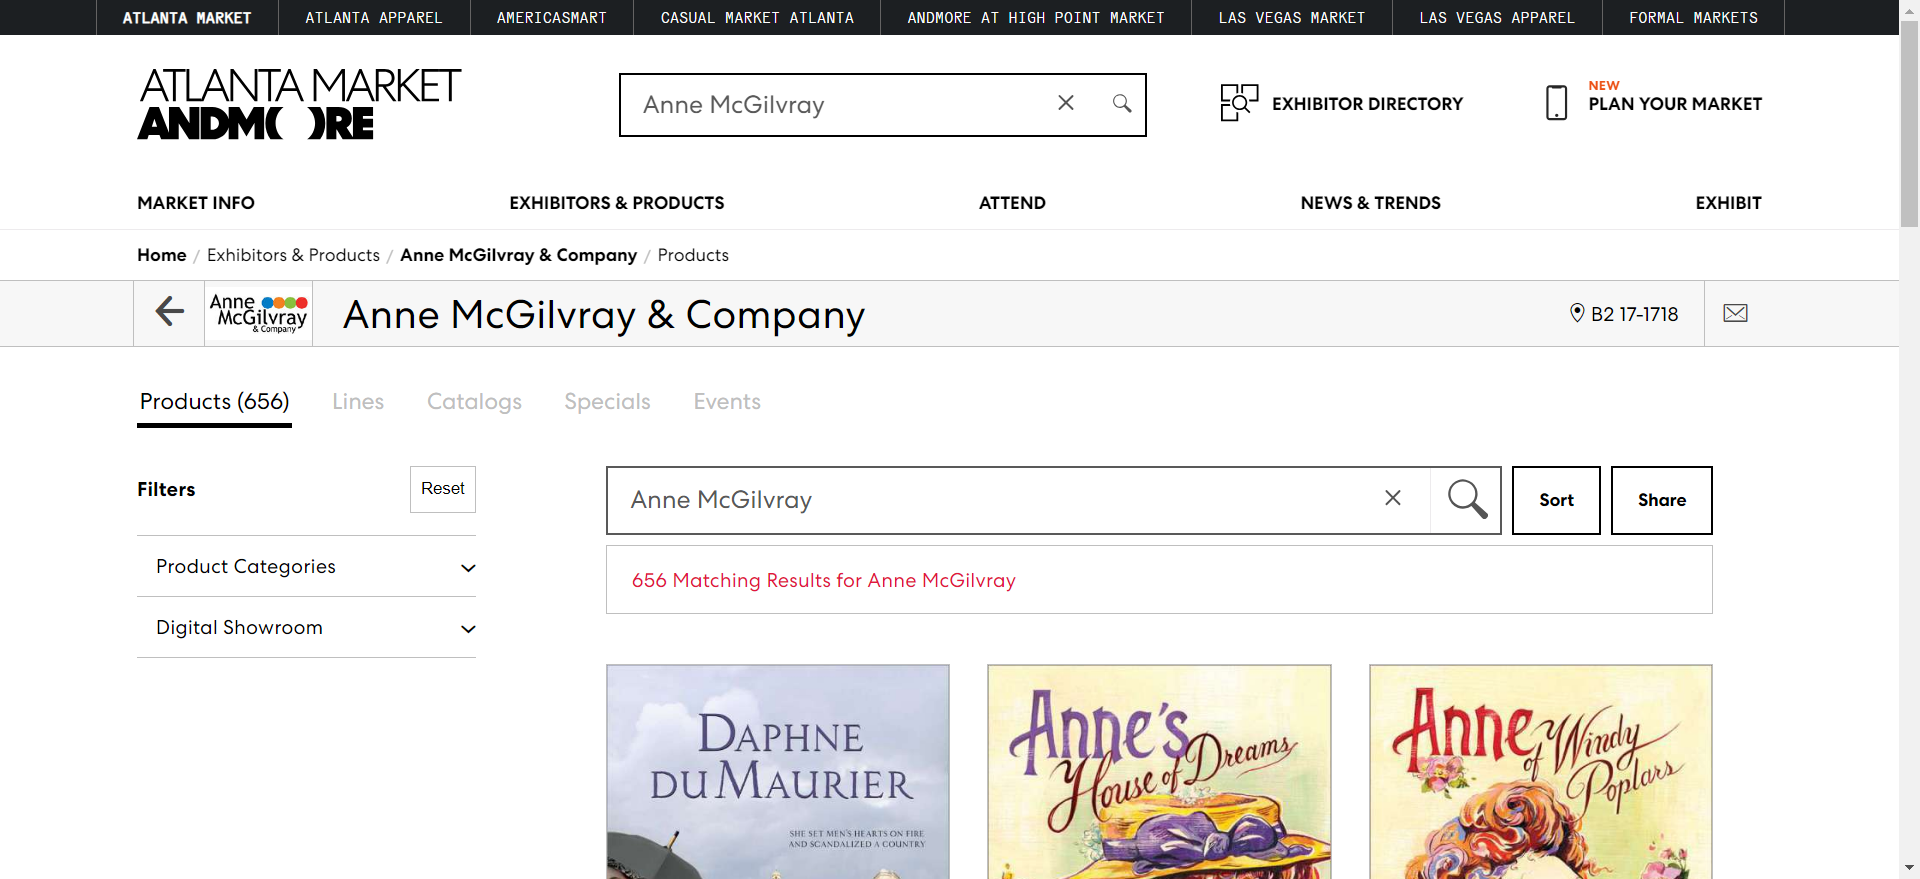 ATLANTA MARKET
ATLANTA APPAREL
AMERICASMART
CASUAL MARKET ATLANTA
ANDMORE AT HIGH POINT MARKET
LAS VEGAS MARKET
LAS VEGAS APPAREL
FORMAL MARKETS
ATLANTA MARKET
ANDMORE
Anne McGilvray
EXHIBITOR DIRECTORY
NEW
PLAN YOUR MARKET
MARKET INFO
EXHIBITORS & PRODUCTS
ATTEND
NEWS & TRENDS
EXHIBIT
Home / Exhibitors & Products / Anne McGilvray & Company / Products
Anne
McGilvray
& Company
Anne McGilvray & Company
B2 17-1718
Products (656)
Lines
Catalogs
Specials
Events
Filters
Reset
Product Categories
Digital Showroom
Anne McGilvray
Sort
Share
656 Matching Results for Anne McGilvray
DAPHNE
DU MAURIER
SHE SET MEN'S HEARTS ON FIRE
AND SCANDALIZED A COUNTRY
Anne's
House of Dreams
Anne
of Windy
Poplars